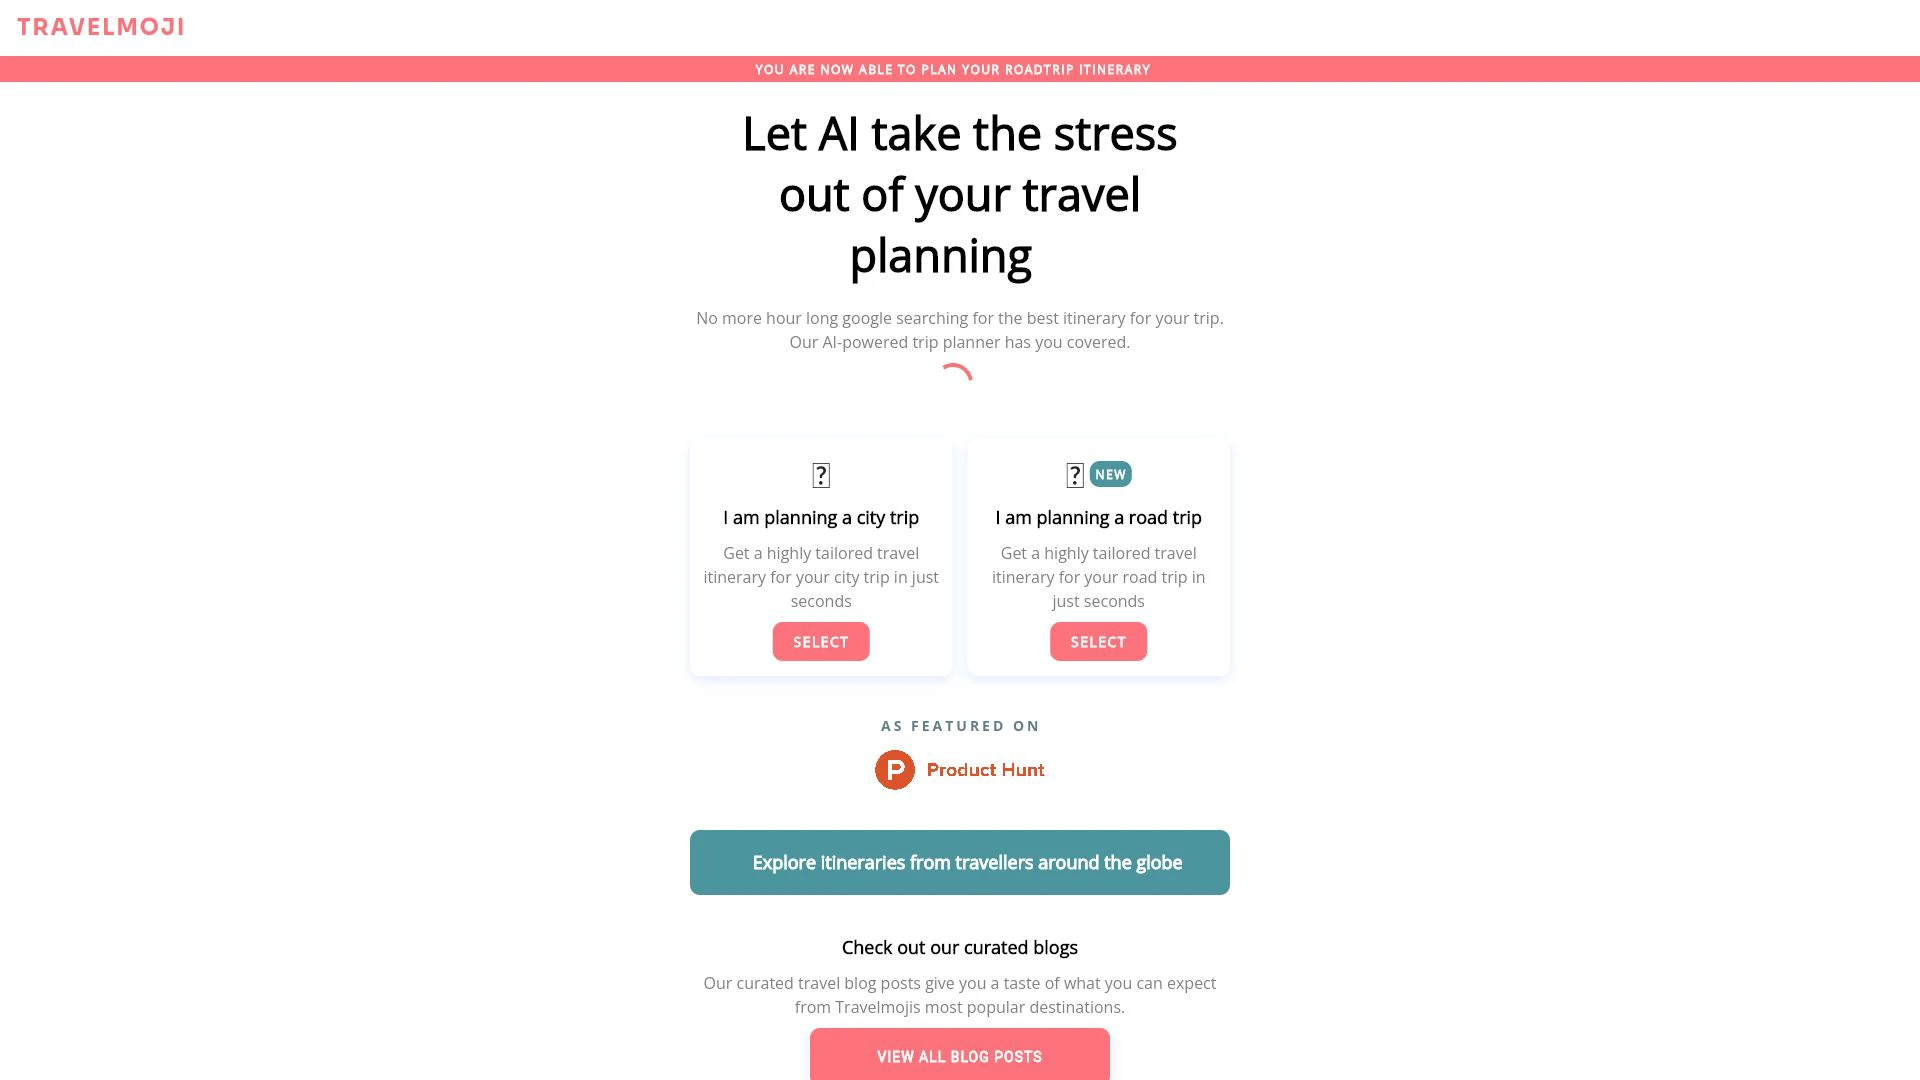 TRAVELMOJI
YOU ARE NOW ABLE TO PLAN YOUR ROADTRIP ITINERARY
Let AI take the stress
out of your travel
planning
No more hour long google searching for the best itinerary for your trip.
Our AI-powered trip planner has you covered.
NEW
I am planning a city trip
Get a highly tailored travel
itinerary for your city trip in just
seconds
SELECT
I am planning a road trip
Get a highly tailored travel
itinerary for your road trip in
just seconds
SELECT
AS FEATURED ON
P Product Hunt
Explore itineraries from travellers around the globe
Check out our curated blogs
Our curated travel blog posts give you a taste of what you can expect
from Travelmojis most popular destinations.
VIEW ALL BLOG POSTS